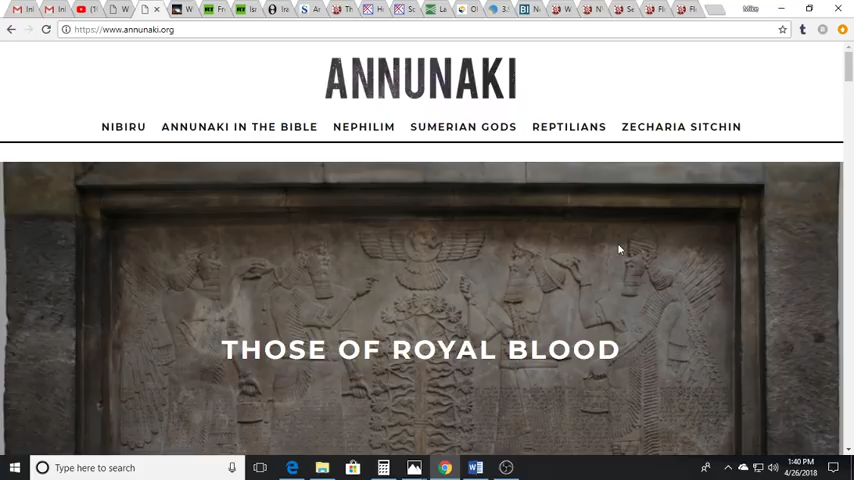 Mike
https://www.annunaki.org
ANNUNAKI
NIBIRU ANNUNAKI IN THE BIBLE NEPHILIM SUMERIAN GODS REPTILIANS ZECHARIA SITCHIN
THOSE OF ROYAL BLOOD
Type here to search
1:40 PM
4/26/2018